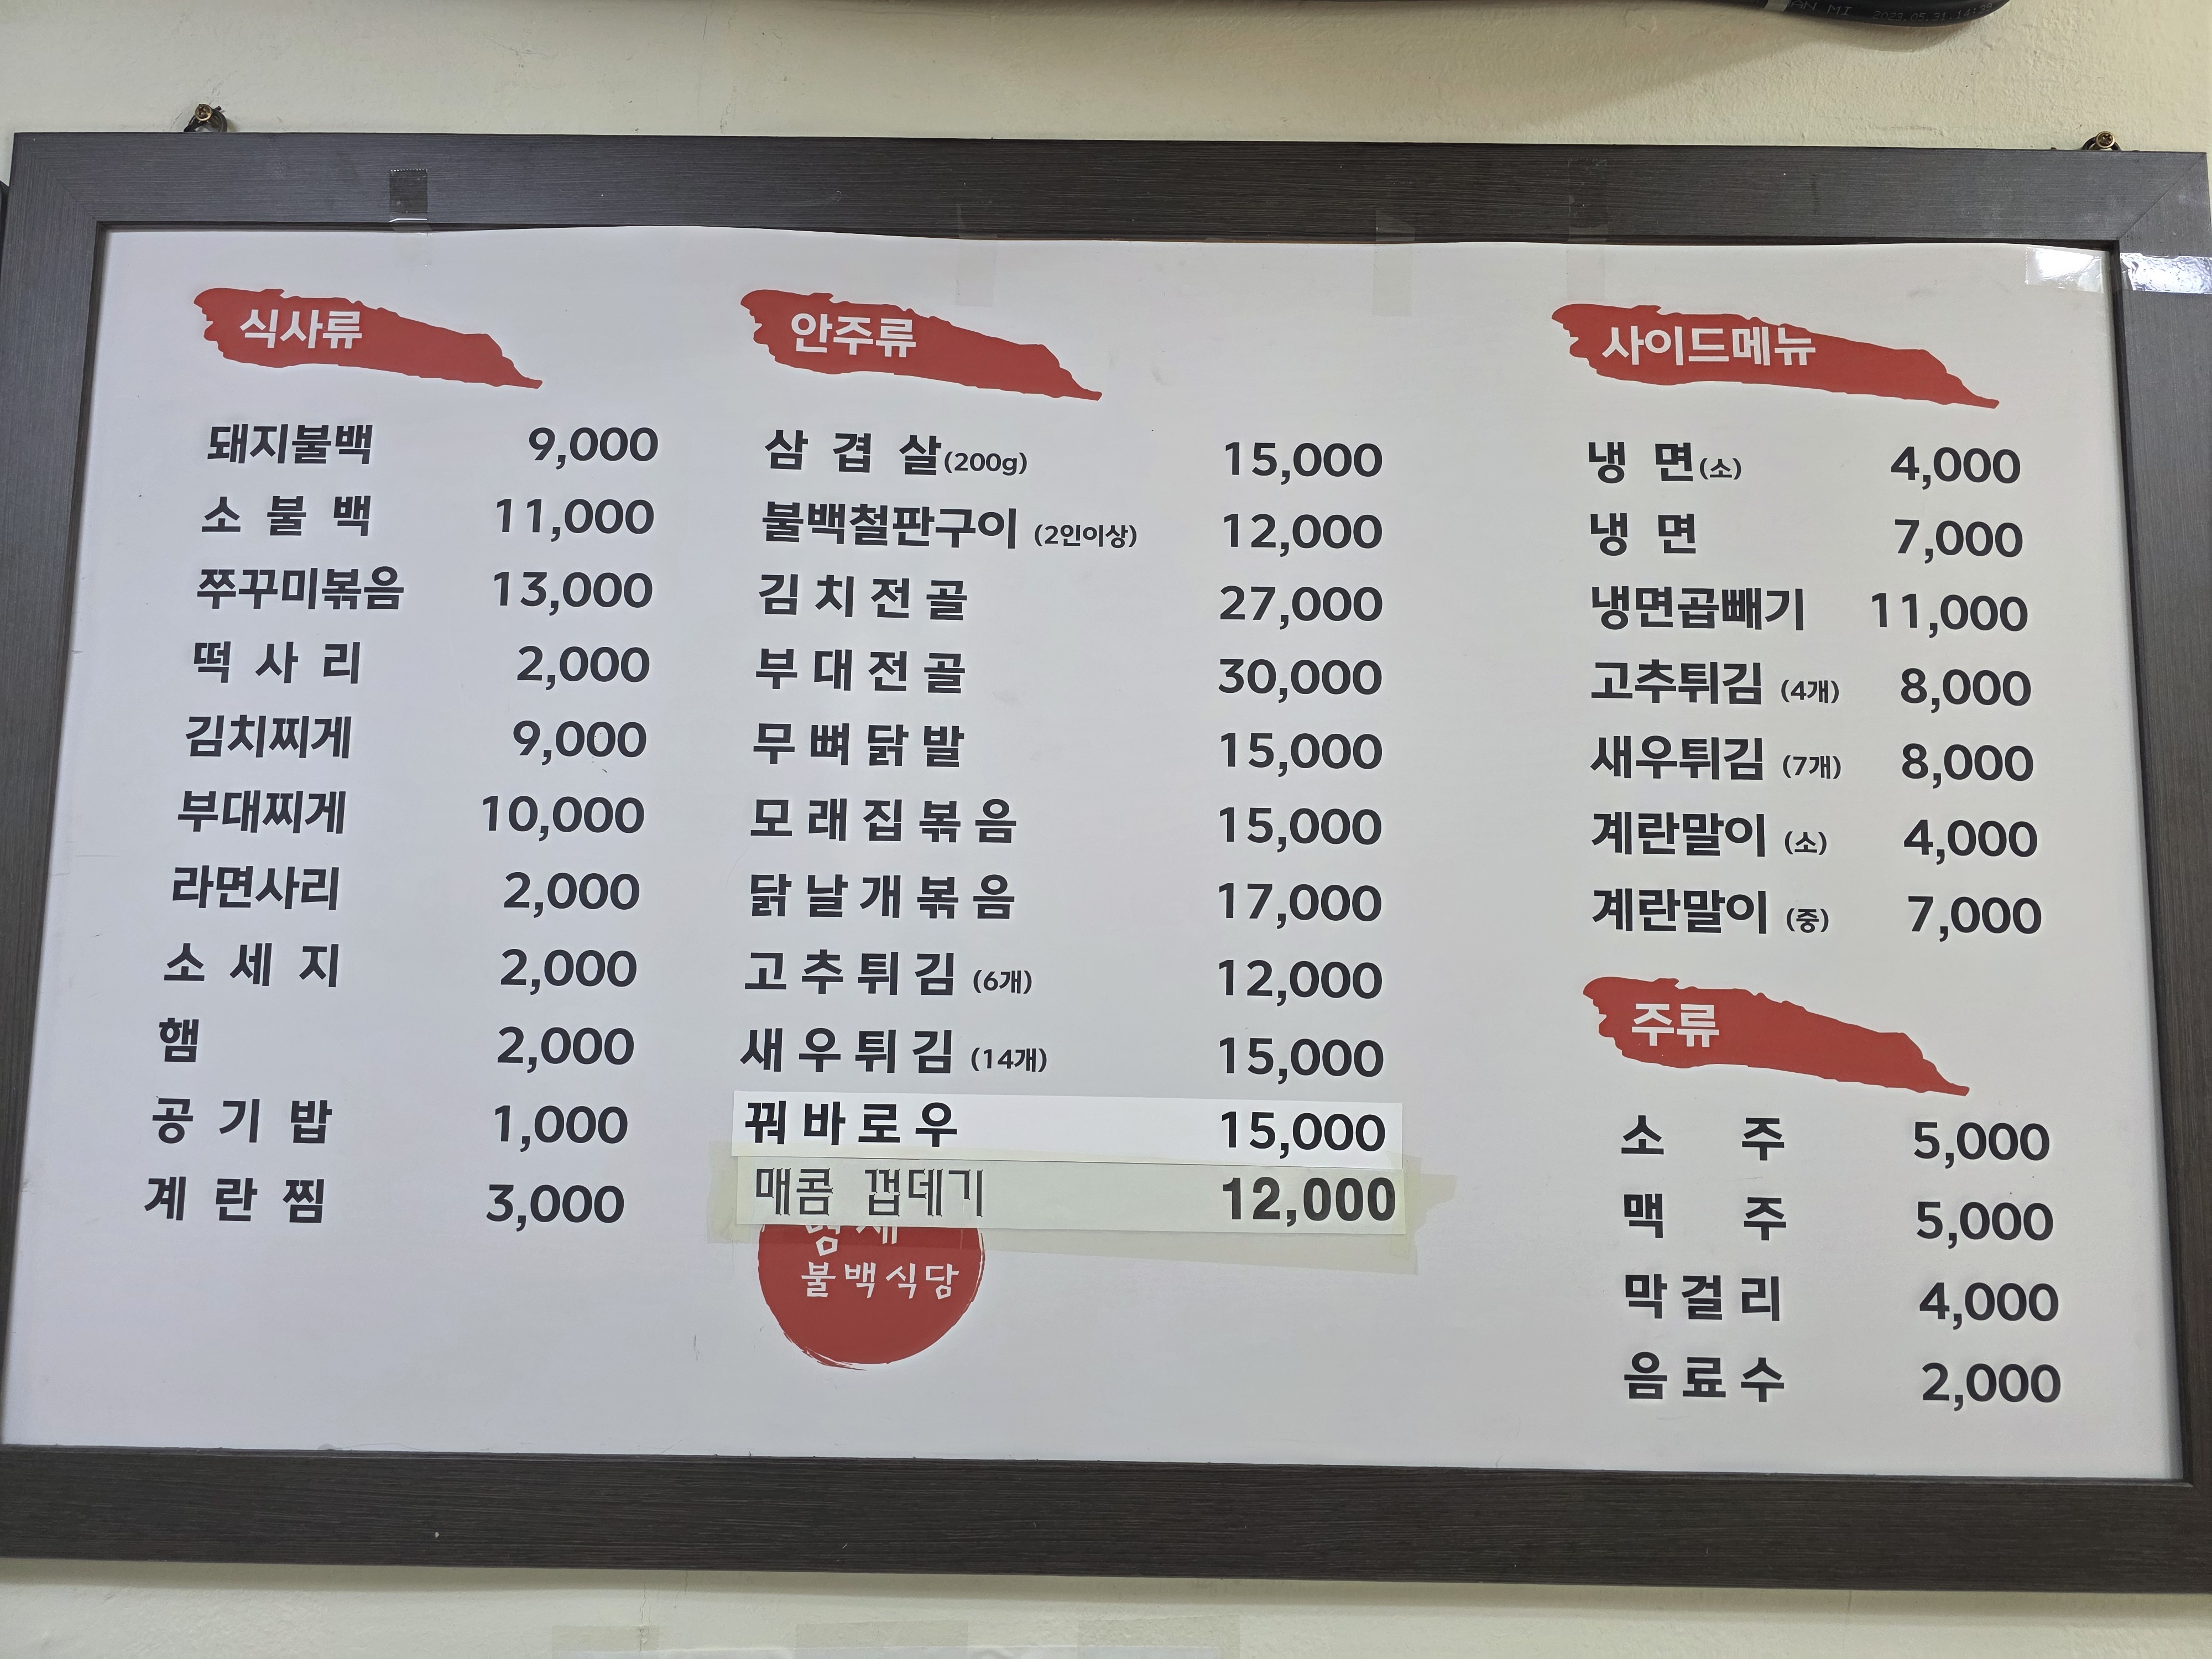 식사류
돼지불백 9,000
소 불 백 11,000
쭈꾸미볶음 13,000
떡 사 리 2,000
김치찌게 9,000
부대찌게 10,000
라면사리 2,000
소 세 지 2,000
햄 2,000
공 기 밥 1,000
계 란 찜 3,000
안주류
삼 겹 살(200g) 15,000
불백철판구이 (2인이상) 12,000
김치전골 27,000
부대전골 30,000
무뼈닭발 15,000
모래집볶음 15,000
닭날개볶음 17,000
고추튀김 (6개) 12,000
새우튀김 (14개) 15,000
꿔바로우 15,000
매콤 껍데기 12,000
불백식당
사이드메뉴
냉 면(소) 4,000
냉 면 7,000
냉면곱빼기 11,000
고추튀김 (4개) 8,000
새우튀김 (7개) 8,000
계란말이 (소) 4,000
계란말이 (중) 7,000
주류
소 주 5,000
맥 주 5,000
막걸리 4,000
음료수 2,000